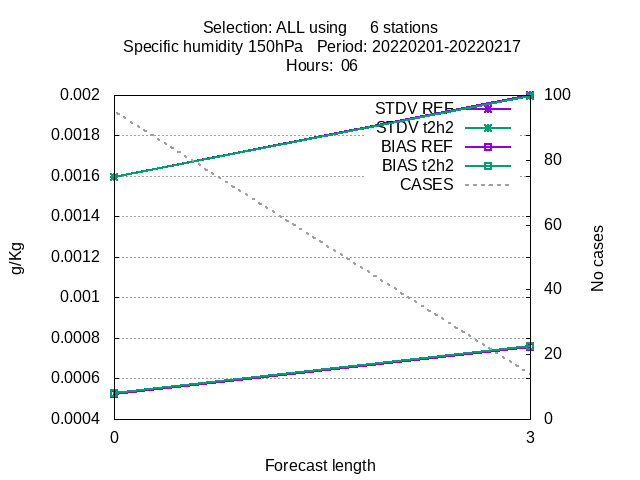 Selection: ALL using     6 stations
Specific humidity 150hPa   Period: 20220201-20220217
Hours:  06
0.002
0.0018
0.0016
0.0014
0.0012
0.001
0.0008
0.0006
0.0004
g/Kg
STDV REF
STDV t2h2
BIAS REF
BIAS t2h2
CASES
100
80
60
40
20
0
No cases
0
3
Forecast length